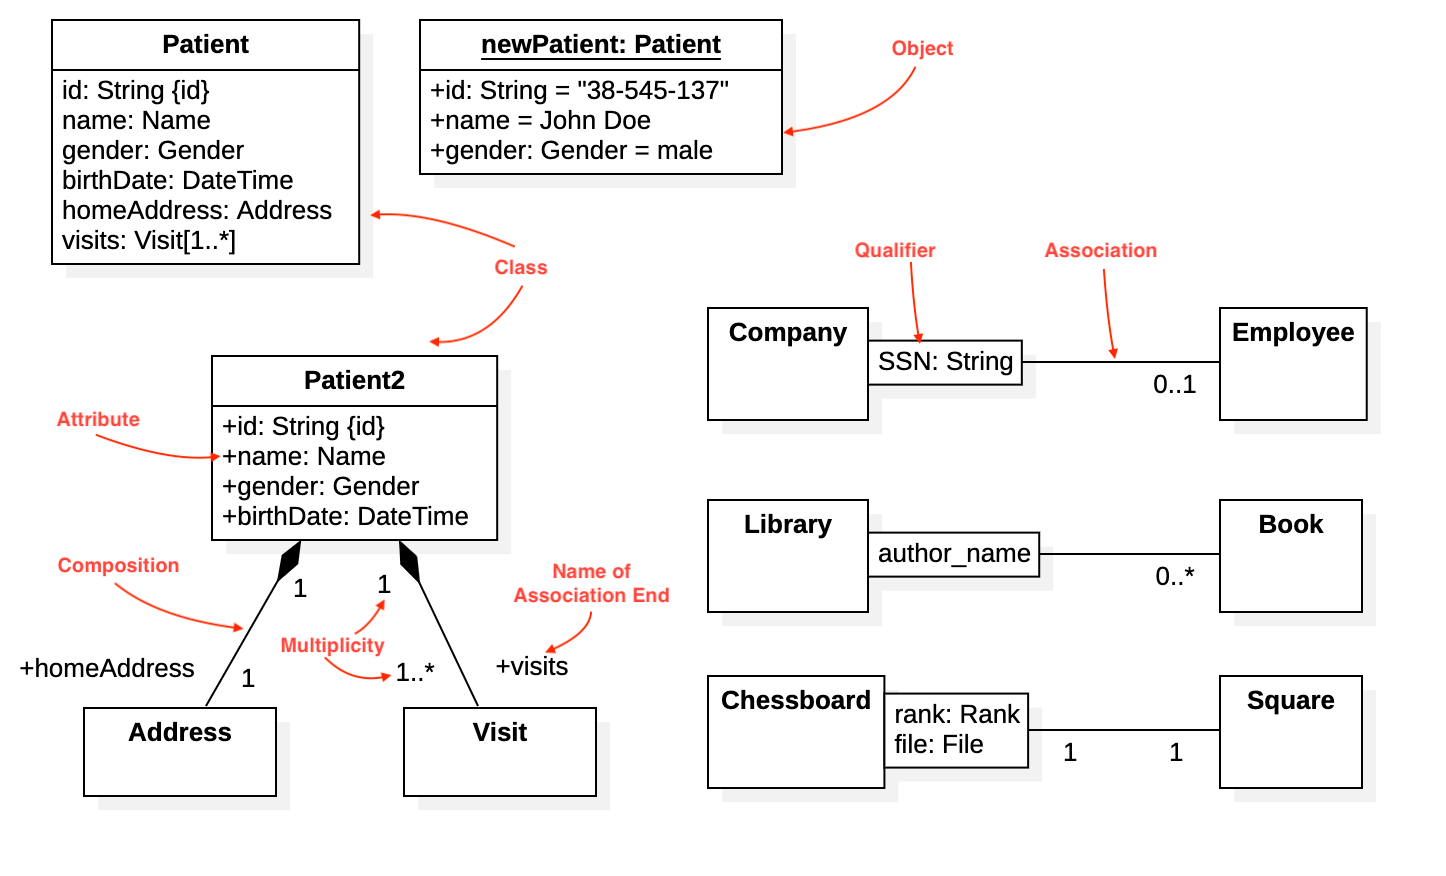 Patient
id: String {id}
name: Name
gender: Gender
birthDate: DateTime
homeAddress: Address
visits: Visit[1..*]
newPatient: Patient
+id: String = "38-545-137"
+name = John Doe
+gender: Gender = male
Object
Class
Patient2
+id: String {id}
+name: Name
+gender: Gender
+birthDate: DateTime
Attribute
Composition
1
1
Multiplicity
Name of
Association End
+homeAddress
1
1..*
+visits
Address
Visit
Qualifier
Association
Company
SSN: String
0..1
Employee
Library
author_name
0..*
Book
Chessboard
rank: Rank
file: File
1
1
Square